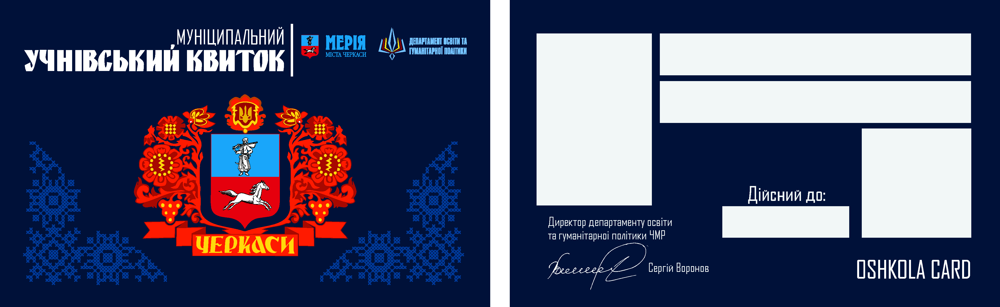 МУНІЦИПАЛЬНИЙ
УЧНІВСЬКИЙ КВИТОК
МЕРІЯ
МІСТА ЧЕРКАСИ
ДЕПАРТАМЕНТ ОСВІТИ ТА
ГУМАНІТАРНОЇ ПОЛІТИКИ
ЧЕРКАСИ
Дійсний до:
Директор департаменту освіти
та гуманітарної політики ЧМР
Сергій Воронов
OSHKOLA CARD